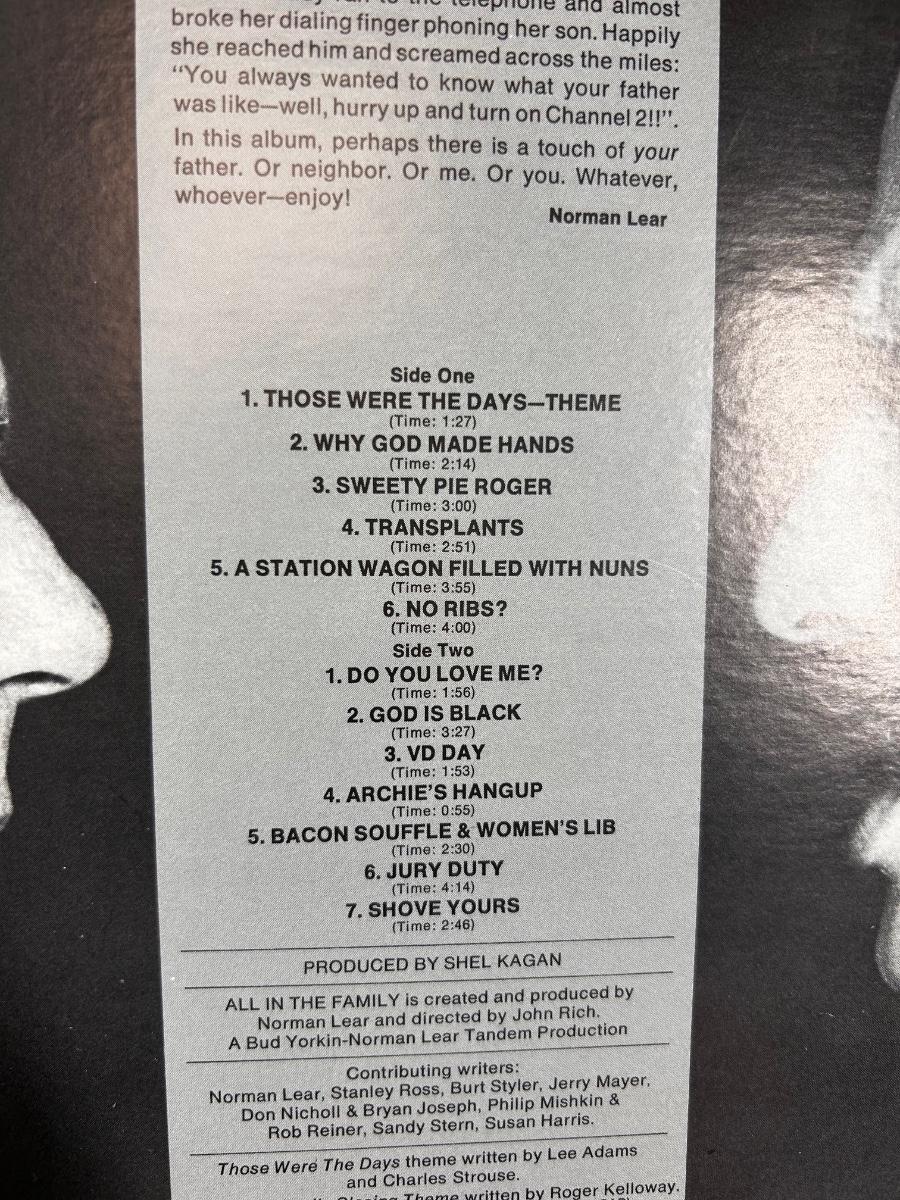 to the telephone and almost
broke her dialing finger phoning her son. Happily
she reached him and screamed across the miles:
“You always wanted to know what your father
was like—well, hurry up and turn on Channel 2!!”.
In this album, perhaps there is a touch of your
father. Or neighbor. Or me. Or you. Whatever,
whoever—enjoy!
Norman Lear
Side One
1. THOSE WERE THE DAYS—THEME
(Time: 1:27)
2. WHY GOD MADE HANDS
(Time: 2:14)
3. SWEETY PIE ROGER
(Time: 3:00)
4. TRANSPLANTS
(Time: 2:51)
5. A STATION WAGON FILLED WITH NUNS
(Time: 3:55)
6. NO RIBS?
(Time: 4:00)
Side Two
1. DO YOU LOVE ME?
(Time: 1:56)
2. GOD IS BLACK
(Time: 3:27)
3. VD DAY
(Time: 1:53)
4. ARCHIE’S HANGUP
(Time: 0:55)
5. BACON SOUFFLE & WOMEN’S LIB
(Time: 2:30)
6. JURY DUTY
(Time: 4:14)
7. SHOVE YOURS
(Time: 2:46)
PRODUCED BY SHEL KAGAN
ALL IN THE FAMILY is created and produced by
Norman Lear and directed by John Rich.
A Bud Yorkin-Norman Lear Tandem Production
Contributing writers:
Norman Lear, Stanley Ross, Burt Styler, Jerry Mayer,
Don Nicholl & Bryan Joseph, Philip Mishkin &
Rob Reiner, Sandy Stern, Susan Harris.
Those Were The Days theme written by Lee Adams
and Charles Strouse.
Closing Theme written by Roger Kelloway.